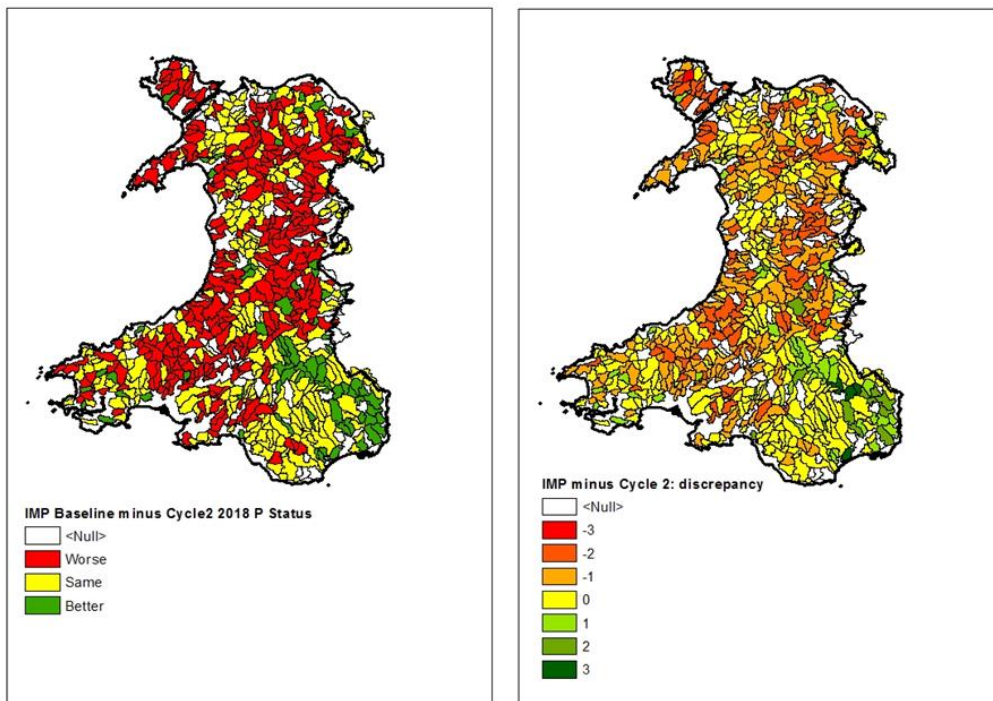 IMP Baseline minus Cycle2 2018 P Status
<Null>
Worse
Same
Better
IMP minus Cycle 2: discrepancy
<Null>
-3
-2
-1
0
1
2
3